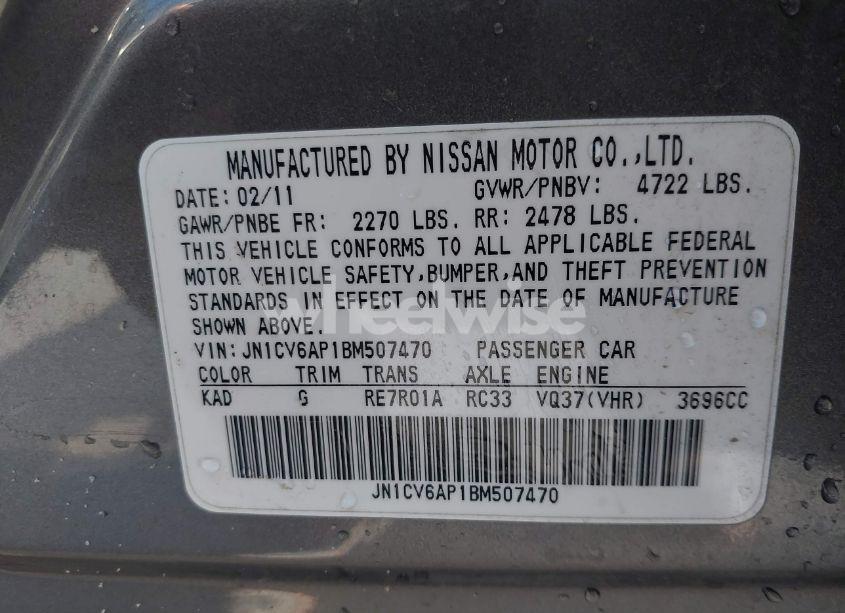 MANUFACTURED BY NISSAN MOTOR CO.,LTD.
DATE: 02/11 GVWR/PNBV: 4722 LBS.
GAWR/PNBE FR: 2270 LBS. RR: 2478 LBS.
THIS VEHICLE CONFORMS TO ALL APPLICABLE FEDERAL
MOTOR VEHICLE SAFETY,BUMPER,AND THEFT PREVENTION
STANDARDS IN EFFECT ON THE DATE OF MANUFACTURE
SHOWN ABOVE.
wheelwise
VIN:JN1CV6AP1BM507470 PASSENGER CAR
COLOR TRIM TRANS AXLE ENGINE
KAD G RE7R01A RC33 VQ37(VHR) 3696CC
JN1CV6AP1BM507470